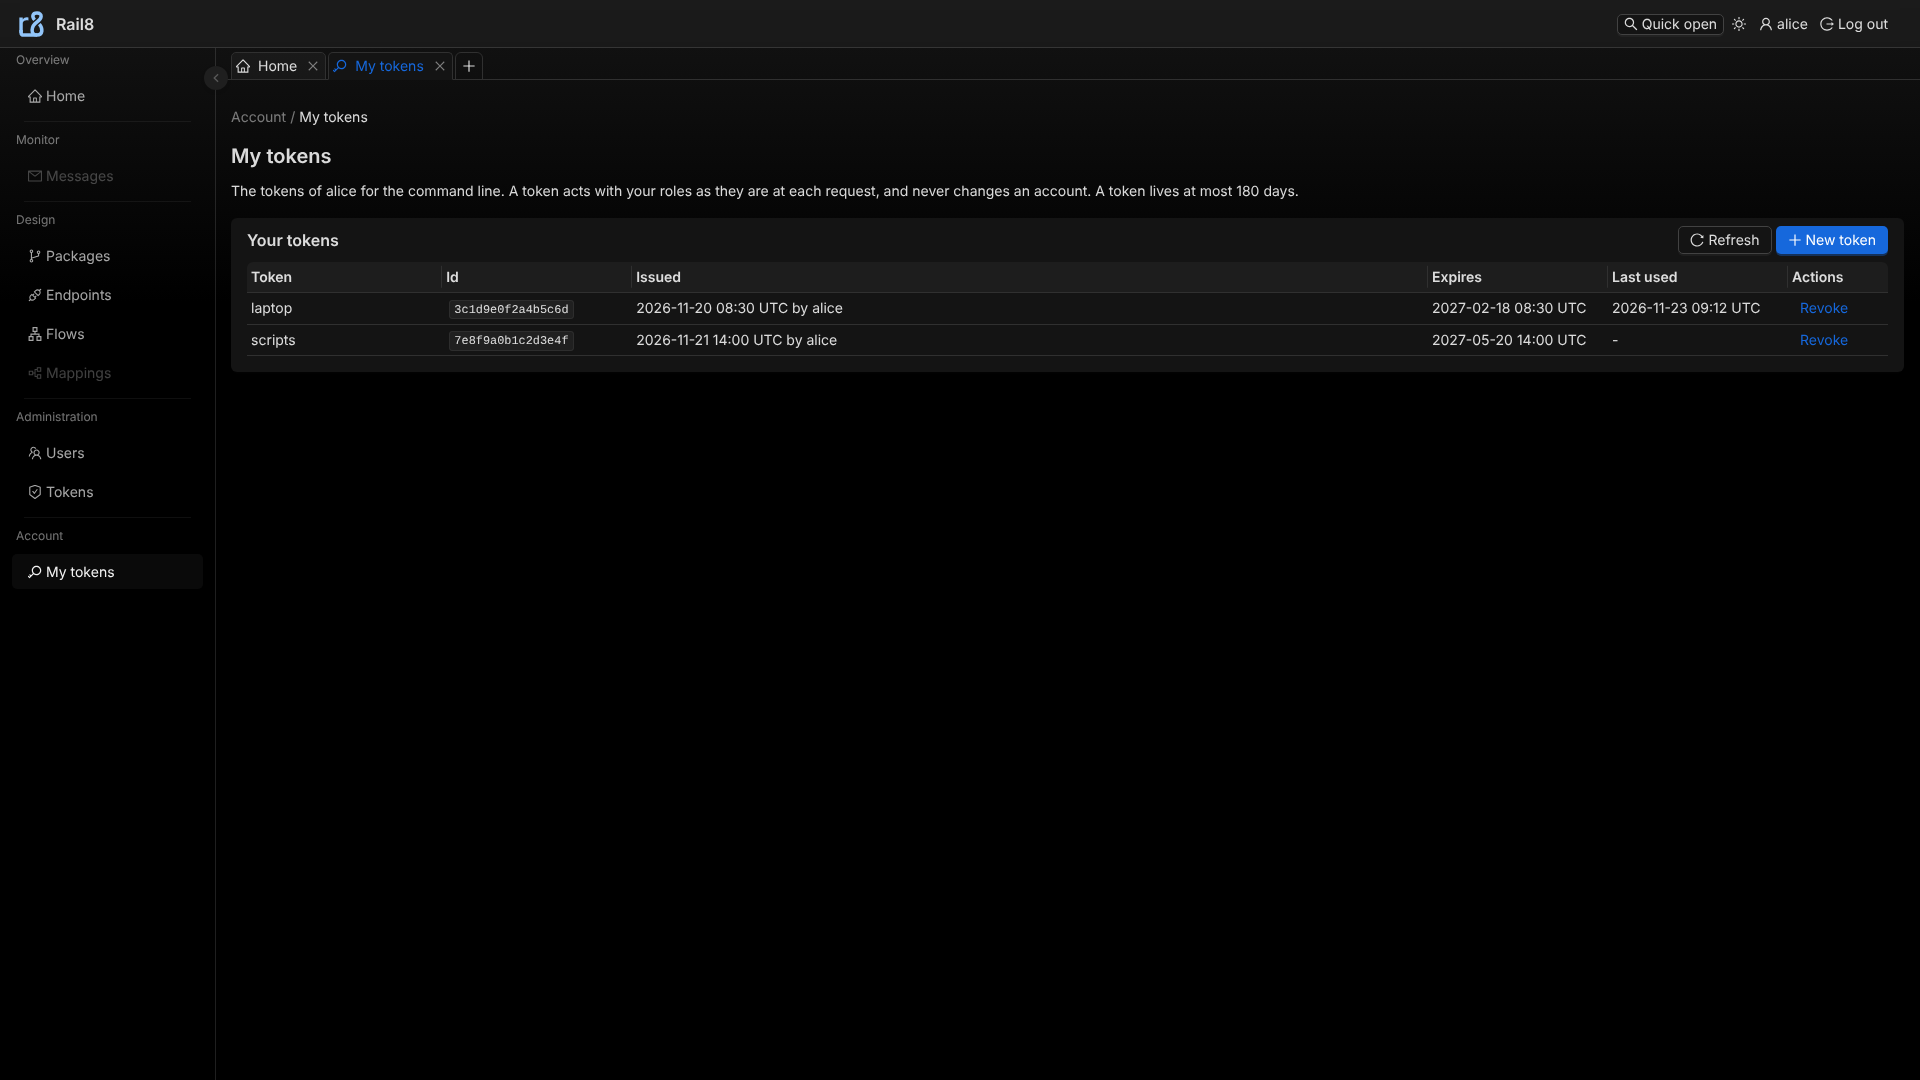 Rail8
Quick open
alice
Log out
Overview
Home
Monitor
Messages
Design
Packages
Endpoints
Flows
Mappings
Administration
Users
Tokens
Account
My tokens
Home
My tokens
Account / My tokens
My tokens
The tokens of alice for the command line. A token acts with your roles as they are at each request, and never changes an account. A token lives at most 180 days.
Your tokens
Refresh
New token
Token Id Issued Expires Last used Actions
laptop 3c1d9e0f2a4b5c6d 2026-11-20 08:30 UTC by alice 2027-02-18 08:30 UTC 2026-11-23 09:12 UTC Revoke
scripts 7e8f9a0b1c2d3e4f 2026-11-21 14:00 UTC by alice 2027-05-20 14:00 UTC - Revoke